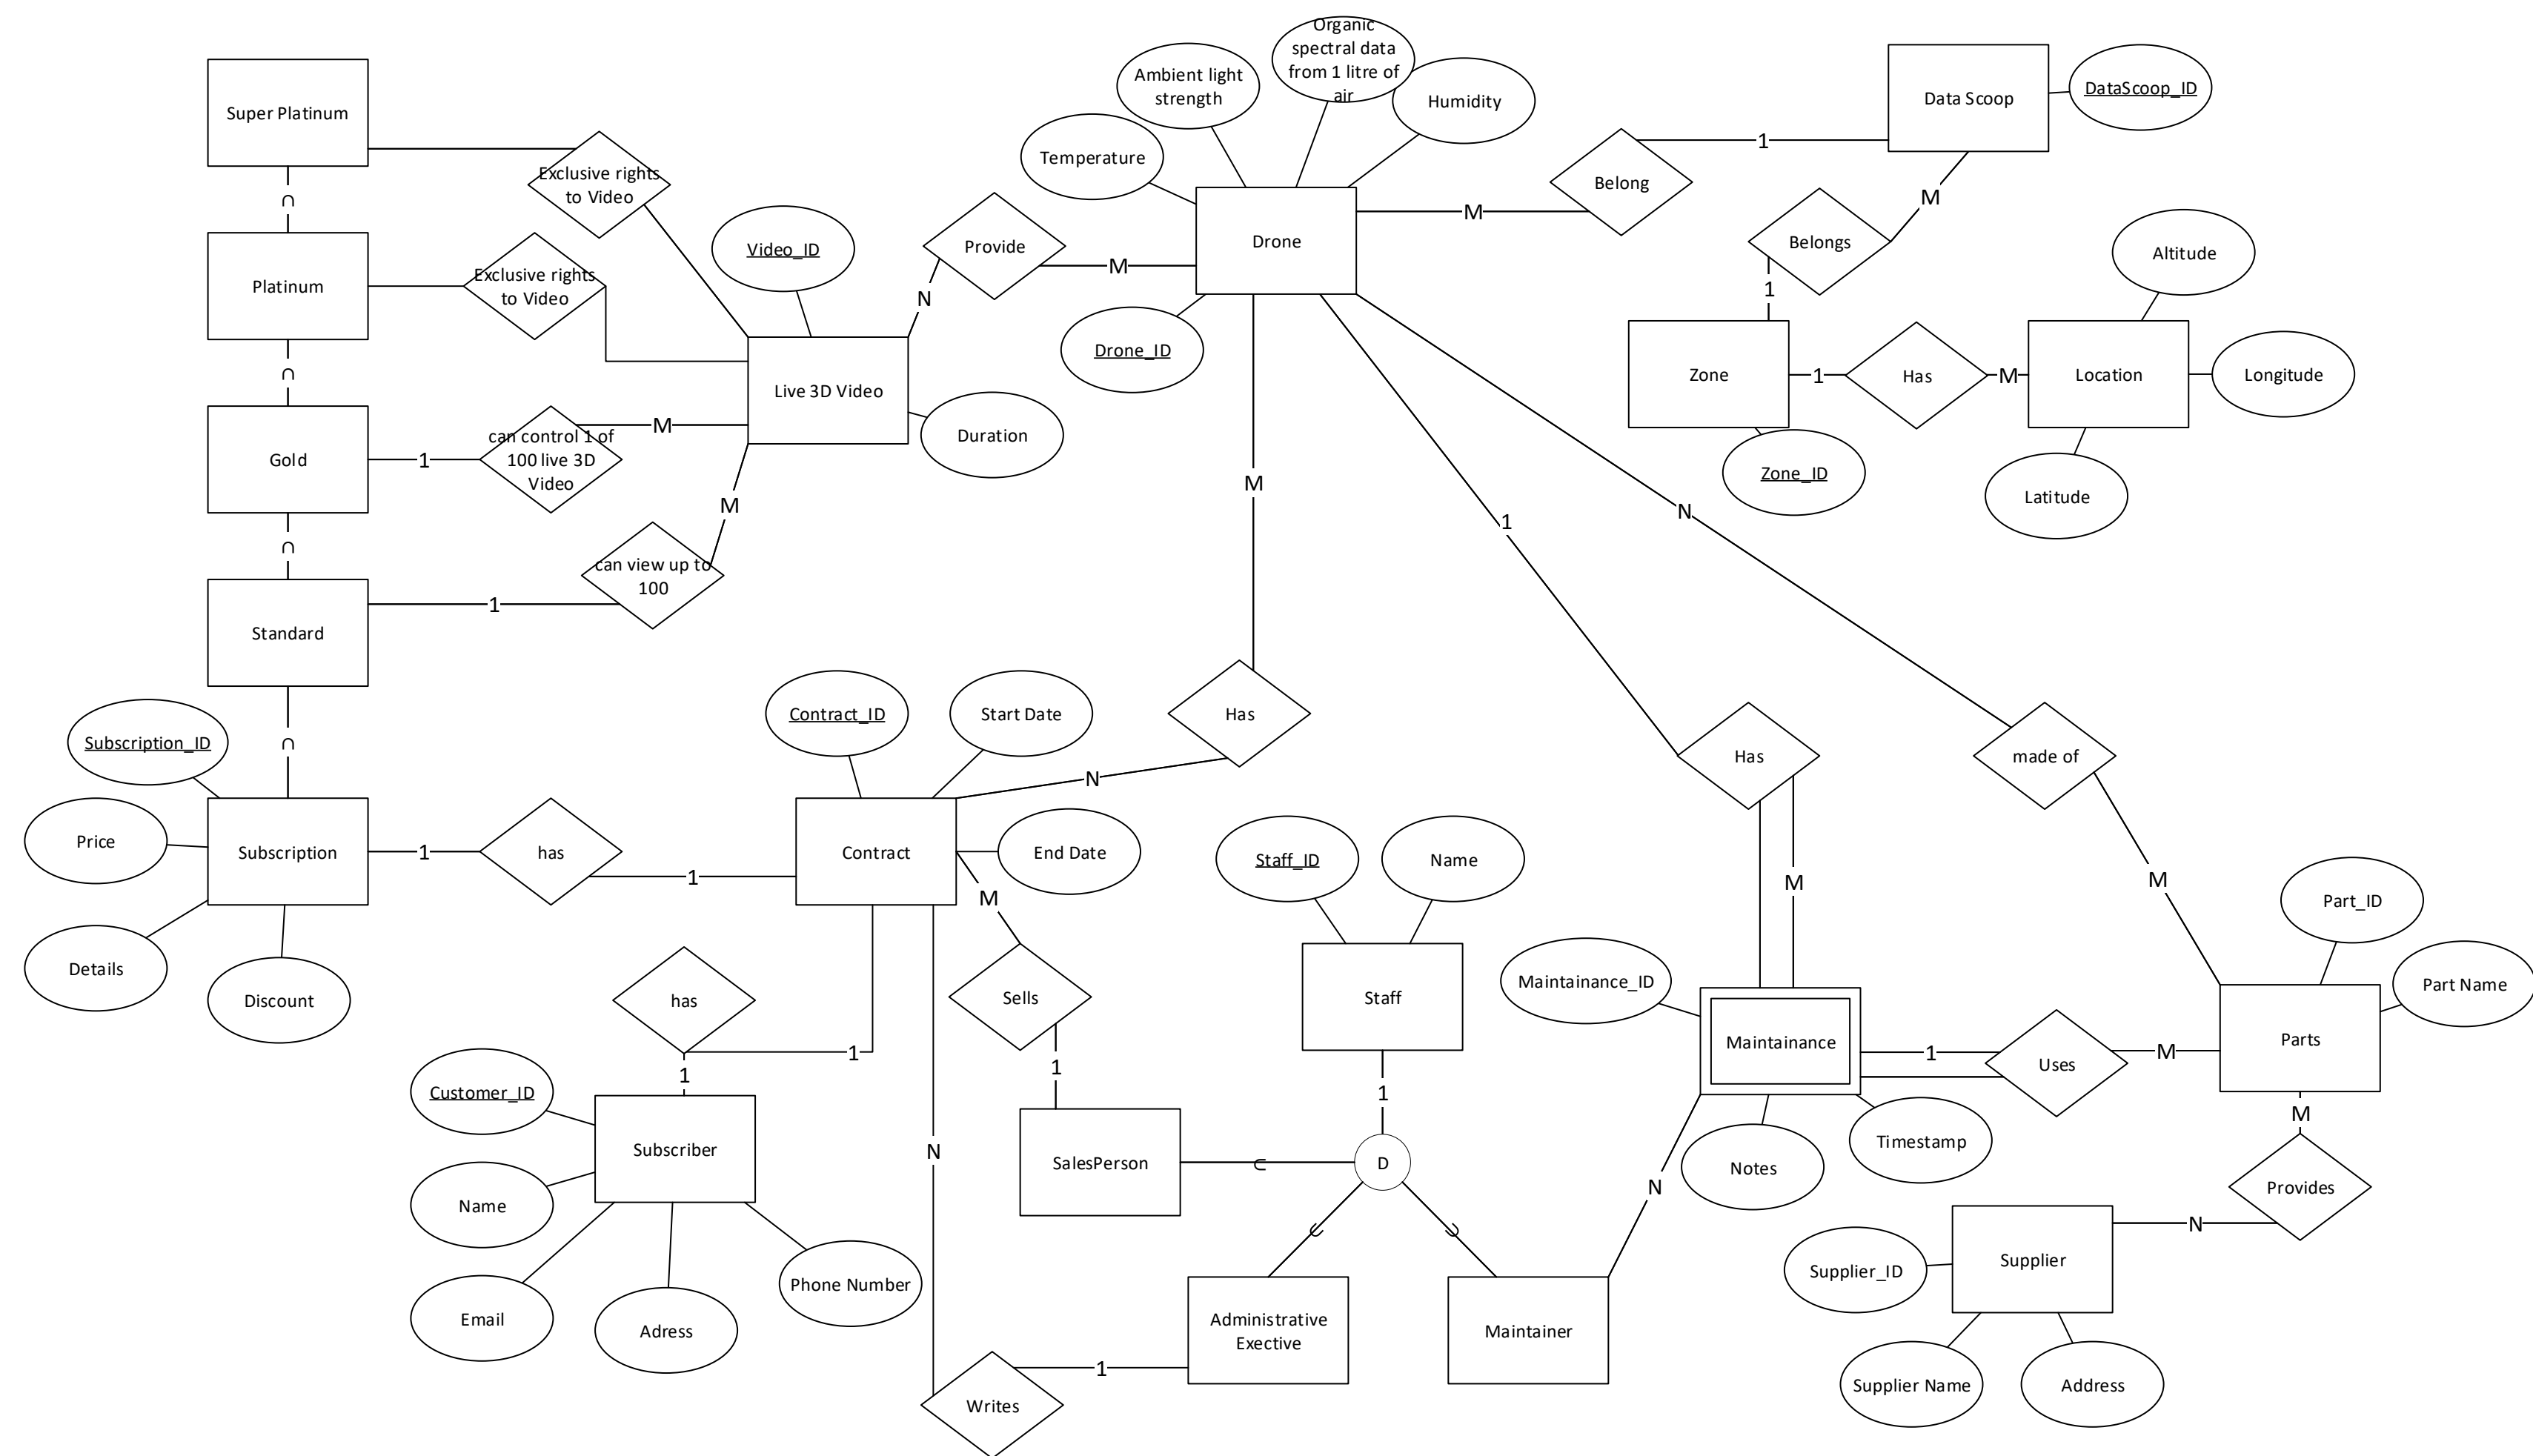 Organic
spectral data
from 1 litre of
air
Ambient light
strength
Humidity
Temperature
Super Platinum
Data Scoop
DataScoop_ID
1
Exclusive rights
to Video
Belong
M
∩
M
Video_ID
Provide
Drone
Belongs
Altitude
M
Platinum
Exclusive rights
to Video
N
1
Drone_ID
∩
Live 3D Video
Zone
1
Has
M
Location
Longitude
Duration
M
Gold
1
can control 1 of
100 live 3D
Video
Zone_ID
Latitude
M
M
N
1
∩
can view up to
100
1
Standard
Contract_ID
Start Date
Has
Subscription_ID
∩
Has
made of
N
Price
Subscription
1
has
1
Contract
End Date
Staff_ID
Name
M
M
M
Part_ID
Details
Discount
has
Sells
Staff
Maintainance_ID
Part Name
Maintainance
Parts
1
1
1
1
1
Uses
M
Customer_ID
M
Subscriber
N
SalesPerson
⊂
D
Notes
Timestamp
N
Provides
Name
N
∪
∪
Phone Number
Supplier_ID
Supplier
Email
Adress
Administrative
Exective
Maintainer
1
Writes
Supplier Name
Address